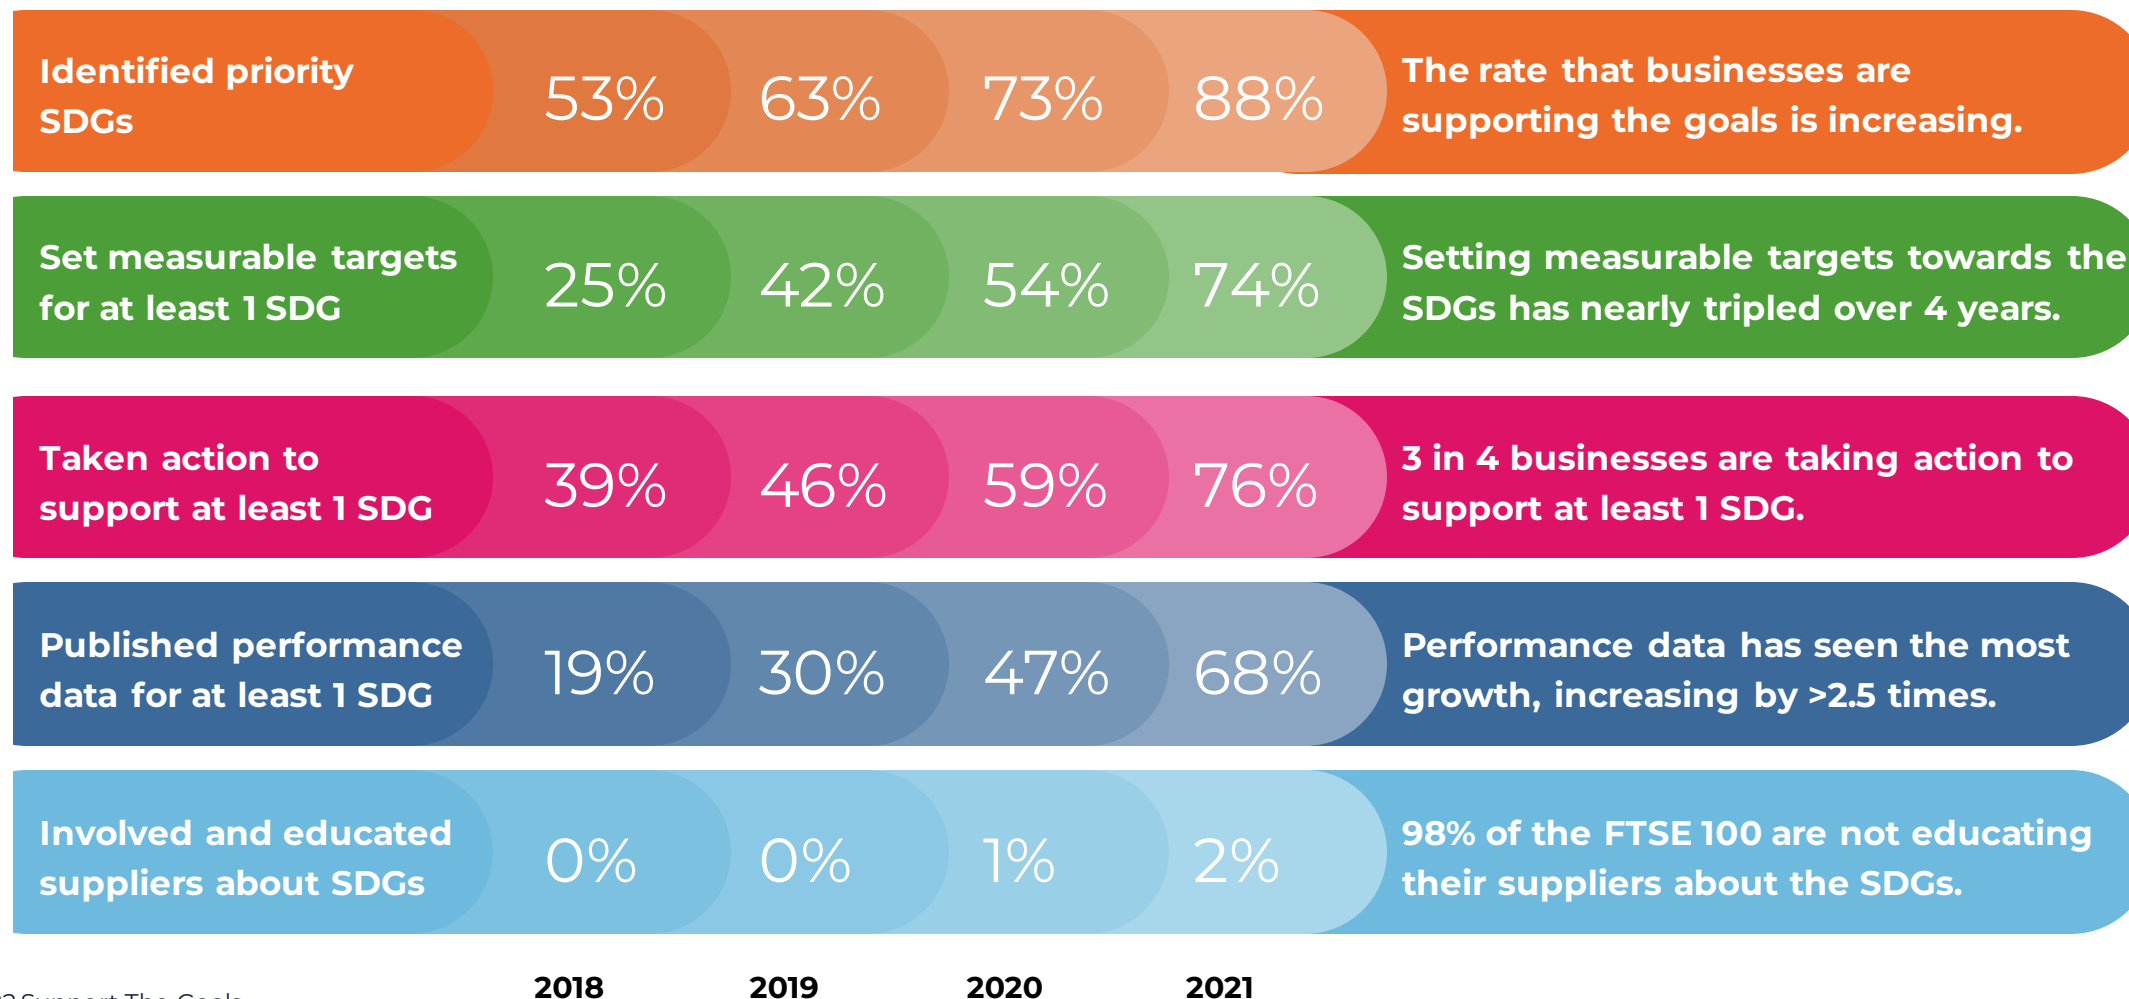 Identified priority
SDGs
53%
63%
73%
88%
The rate that businesses are
supporting the goals is increasing.
Set measurable targets
for at least 1 SDG
25%
42%
54%
74%
Setting measurable targets towards the
SDGs has nearly tripled over 4 years.
Taken action to
support at least 1 SDG
39%
46%
59%
76%
3 in 4 businesses are taking action to
support at least 1 SDG.
Published performance
data for at least 1 SDG
19%
30%
47%
68%
Performance data has seen the most
growth, increasing by >2.5 times.
Involved and educated
suppliers about SDGs
0%
0%
1%
2%
98% of the FTSE 100 are not educating
their suppliers about the SDGs.
2018
2019
2020
2021
Support The Goals